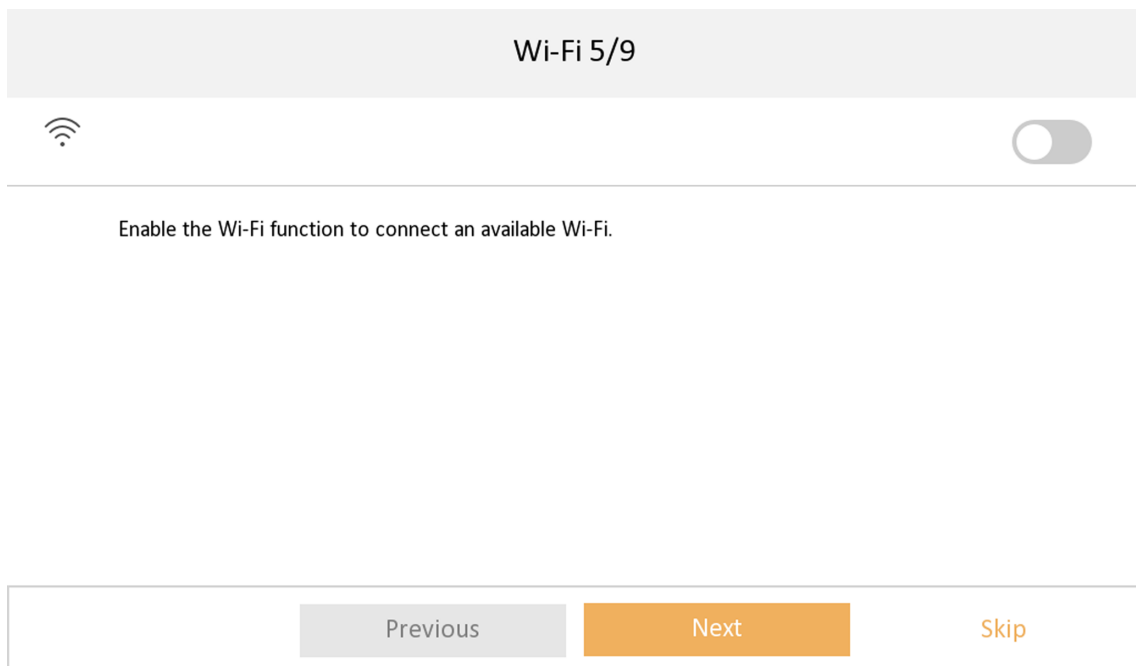 Wi-Fi 5/9
Enable the Wi-Fi function to connect an available Wi-Fi.
Previous
Next
Skip